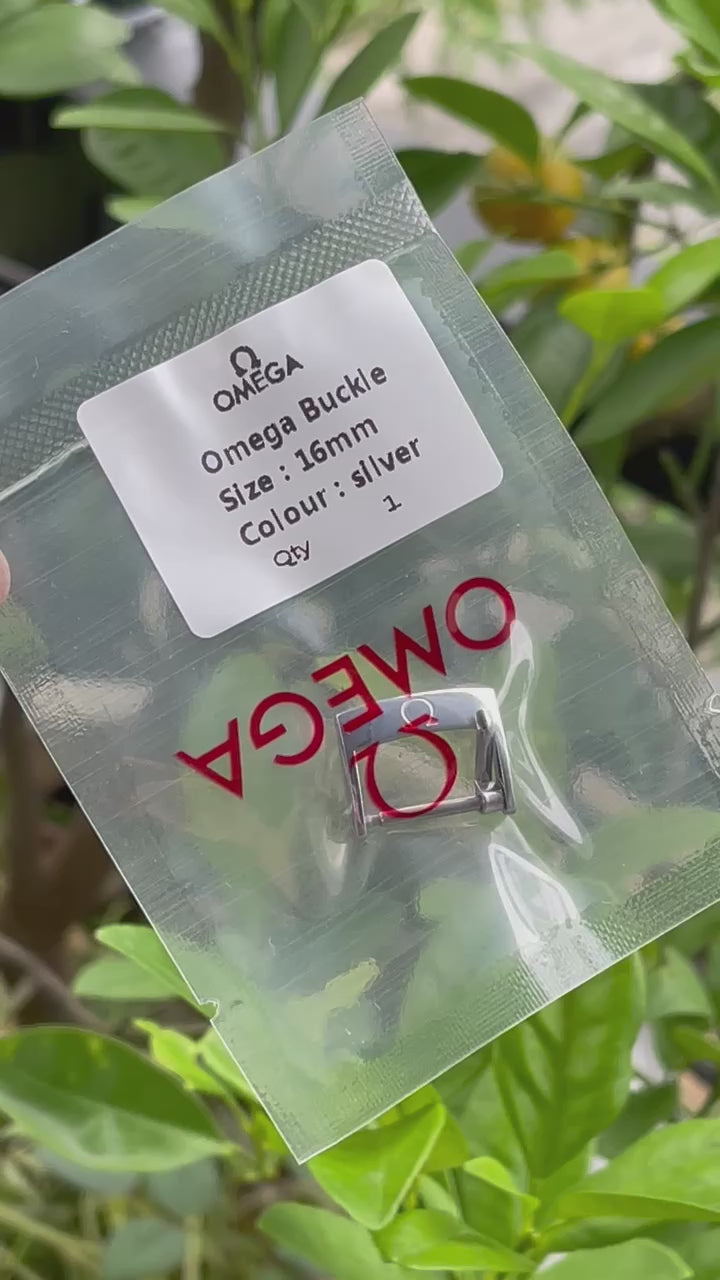 OMEGA
Omega Buckle
Size : 16mm
Colour : silver
Qty 1
OMEGA